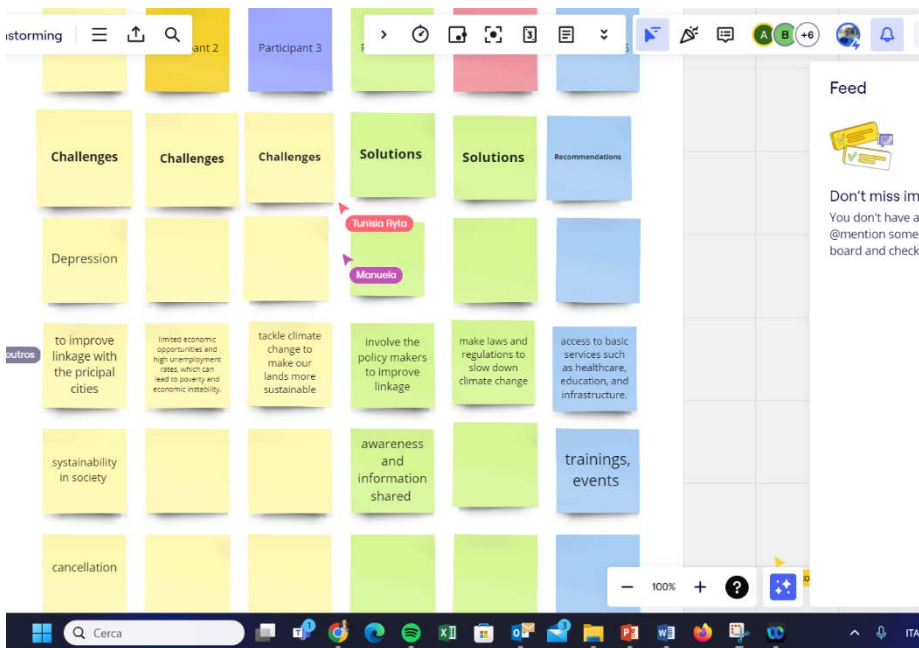 storming
ant 2
Participant 3
3
A
B
+6
Feed
Challenges
Challenges
Challenges
Solutions
Solutions
Recommendations
Don't miss im
You don't have a
@mention some
board and check
Tunisia Ryta
Manuela
Depression
outros
to improve
linkage with
the pricipal
cities
limited economic
opportunities and
high unemployment
rates, which can
lead to poverty and
economic instability.
tackle climate
change to
make our
lands more
sustainable
involve the
policy makers
to improve
linkage
make laws and
regulations to
slow down
climate change
access to basic
services such
as healthcare,
education, and
infrastructure.
systainability
in society
awareness
and
information
shared
trainings,
events
cancellation
100%
?
Cerca
ITA